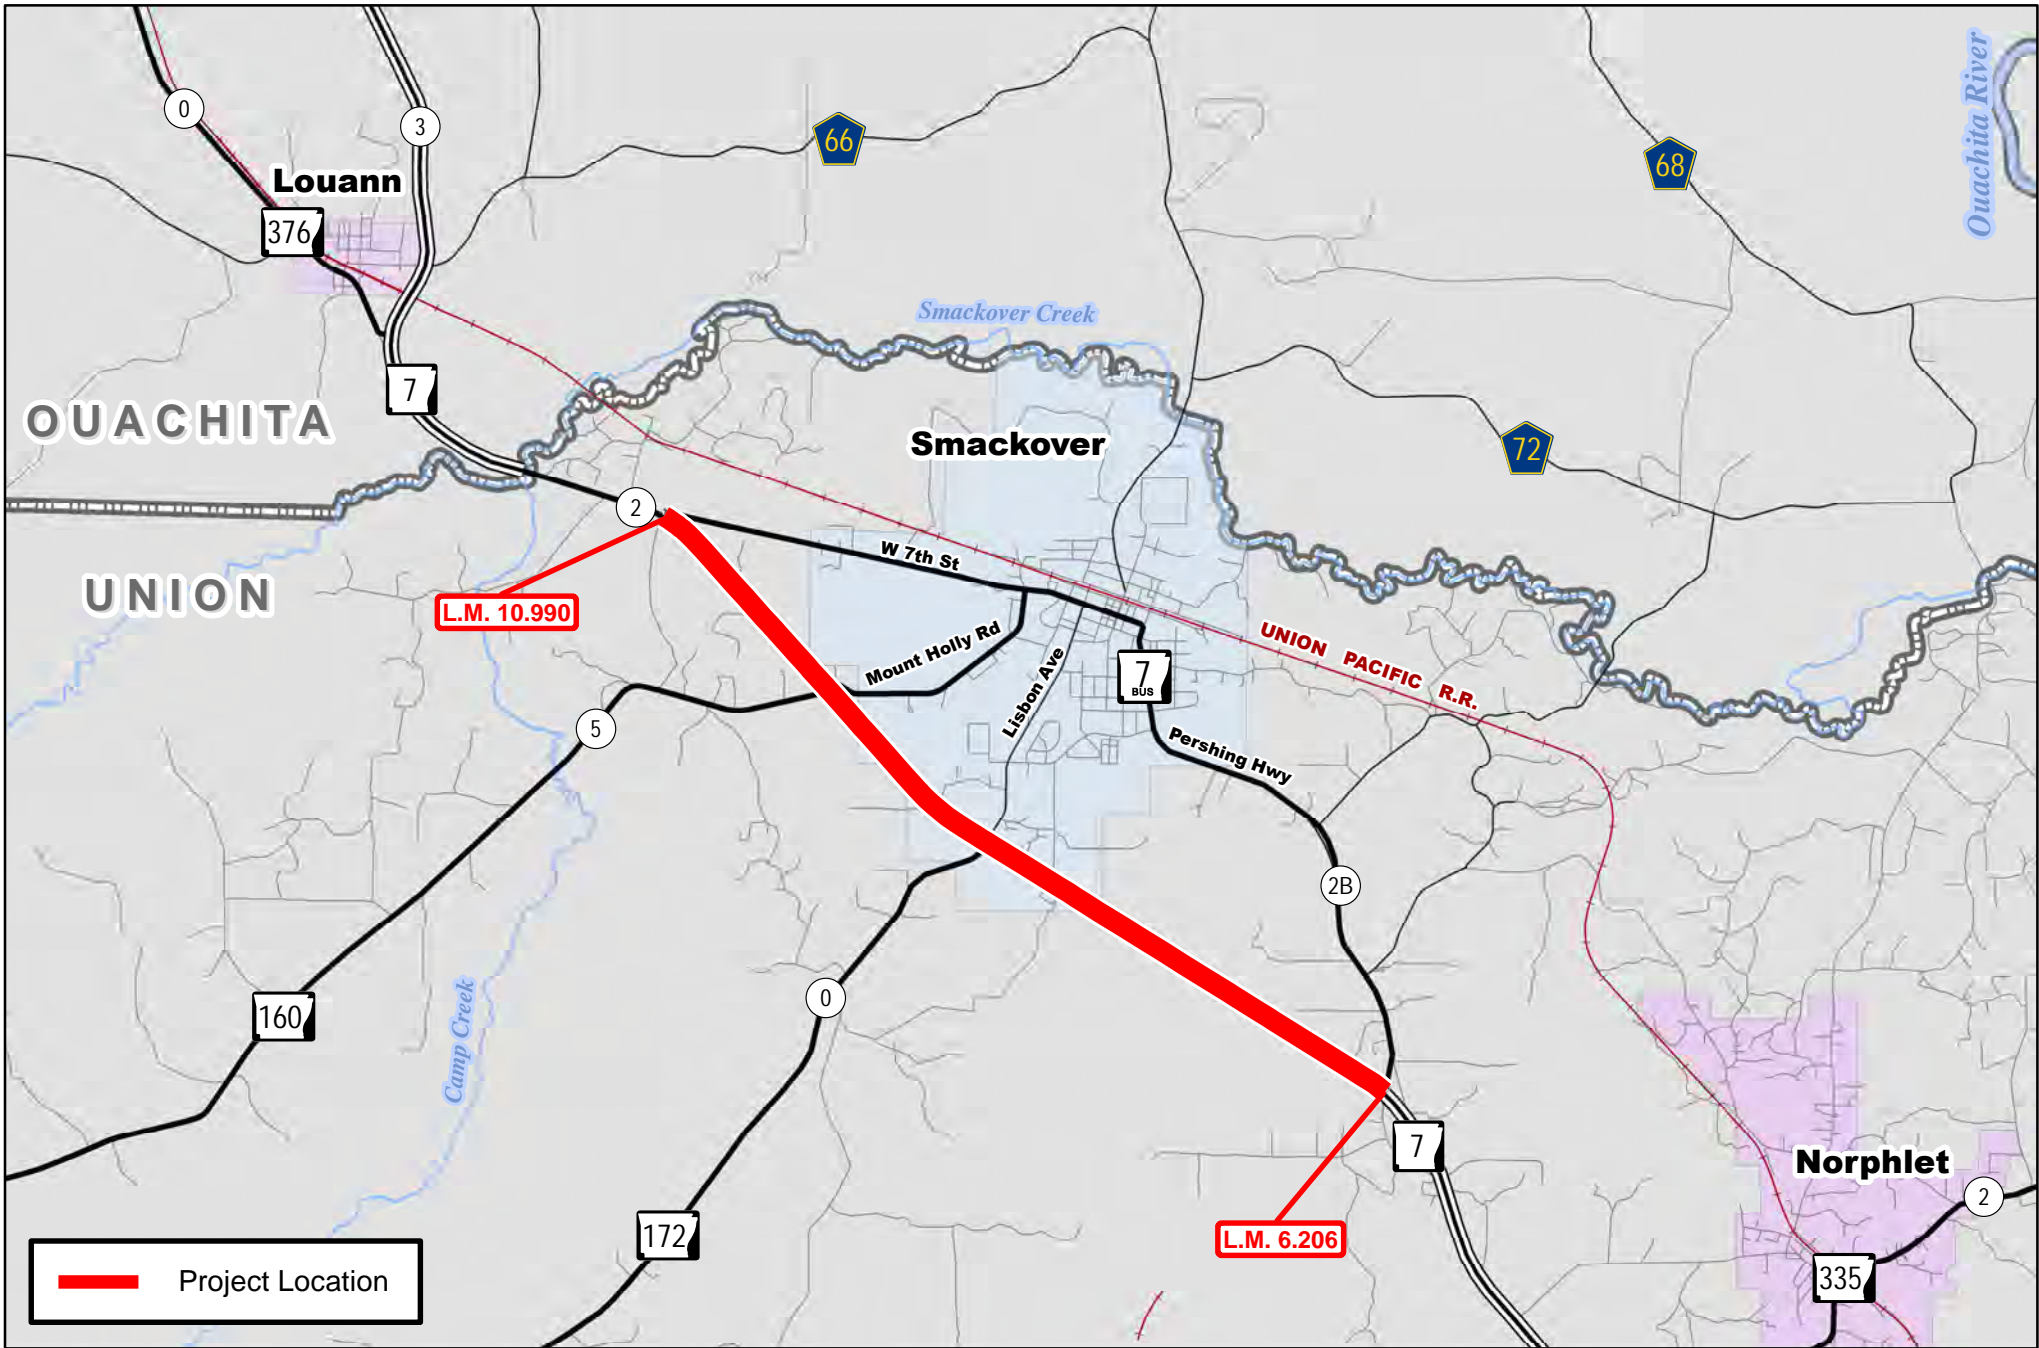 Ouachita River
0
3
66
68
Louann
376
Smackover Creek
7
OUACHITA
Smackover
72
2
W 7th St
UNION
L.M. 10.990
UNION PACIFIC R.R.
Mount Holly Rd
Lisbon Ave
7
BUS
5
Pershing Hwy
2B
0
160
Camp Creek
7
Norphlet
2
172
L.M. 6.206
335
Project Location